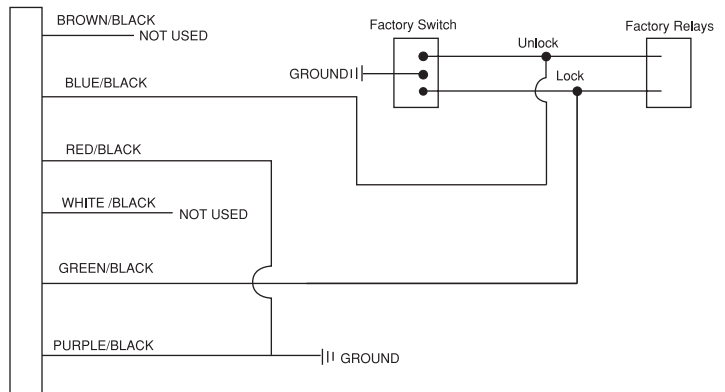 BROWN/BLACK
NOT USED
Factory Switch
Factory Relays
Unlock
GROUND
Lock
BLUE/BLACK
RED/BLACK
WHITE /BLACK
NOT USED
GREEN/BLACK
PURPLE/BLACK
GROUND